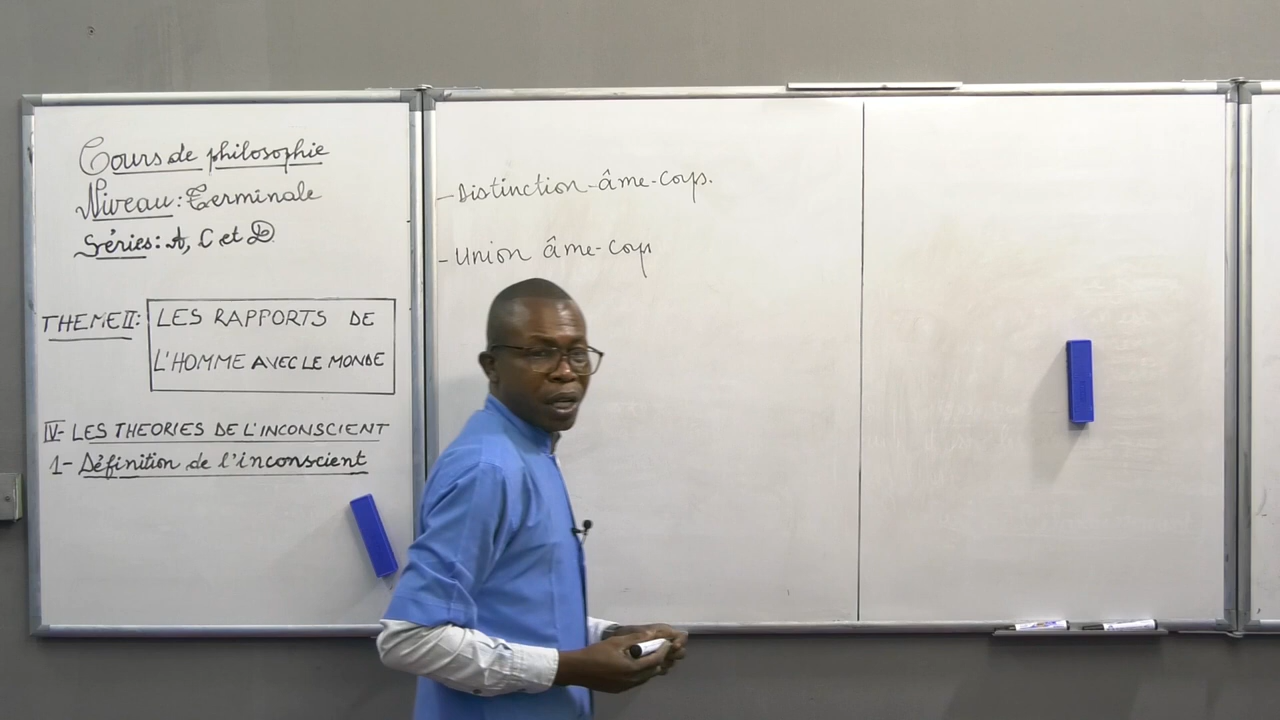 Cours de philosophie
Niveau : Terminale
Séries : A, C et D
THEME II : LES RAPPORTS DE
L'HOMME AVEC LE MONDE
IV- LES THEORIES DE L'INCONSCIENT
1- Définition de l'inconscient
- Distinction-âme-corps.
- Union âme-corps